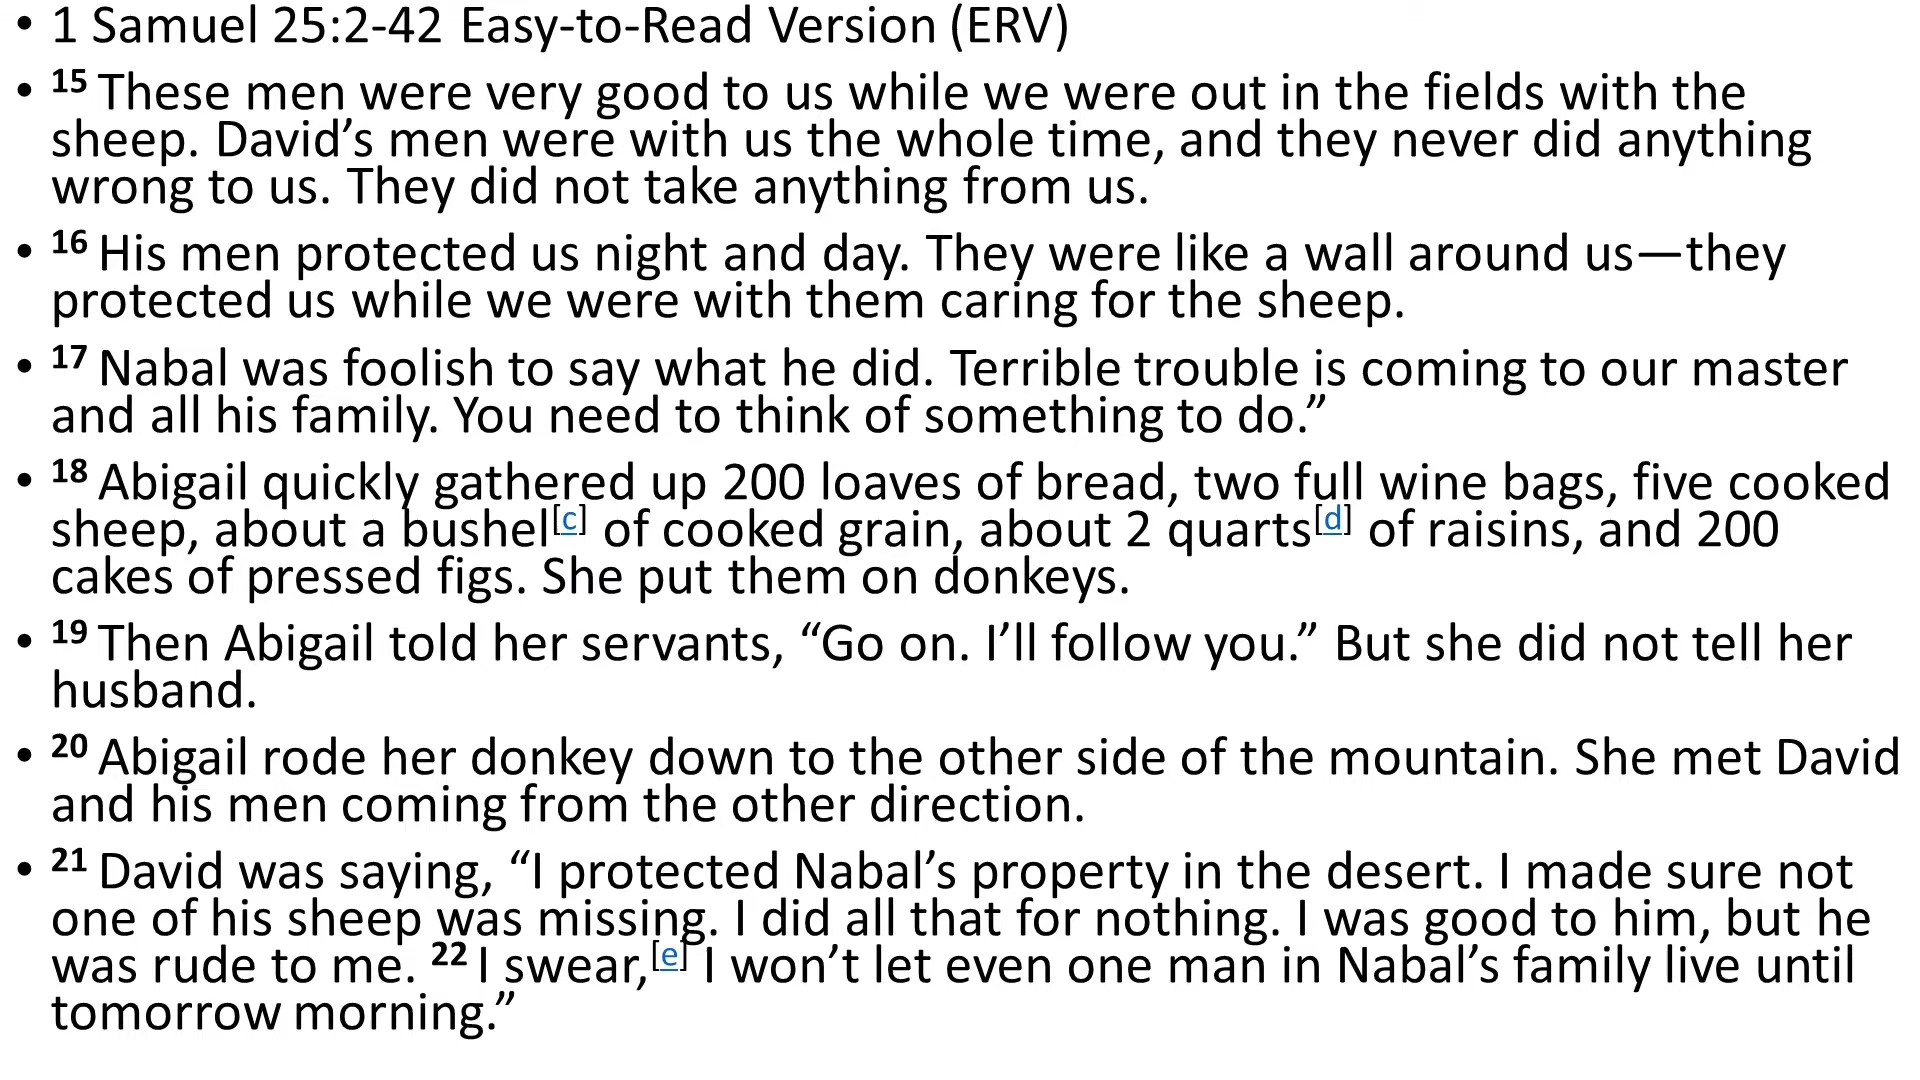 • 1 Samuel 25:2-42 Easy-to-Read Version (ERV)
• 15 These men were very good to us while we were out in the fields with the
sheep. David’s men were with us the whole time, and they never did anything
wrong to us. They did not take anything from us.
• 16 His men protected us night and day. They were like a wall around us—they
protected us while we were with them caring for the sheep.
• 17 Nabal was foolish to say what he did. Terrible trouble is coming to our master
and all his family. You need to think of something to do.”
• 18 Abigail quickly gathered up 200 loaves of bread, two full wine bags, five cooked
sheep, about a bushel[c] of cooked grain, about 2 quarts[d] of raisins, and 200
cakes of pressed figs. She put them on donkeys.
• 19 Then Abigail told her servants, “Go on. I’ll follow you.” But she did not tell her
husband.
• 20 Abigail rode her donkey down to the other side of the mountain. She met David
and his men coming from the other direction.
• 21 David was saying, “I protected Nabal’s property in the desert. I made sure not
one of his sheep was missing. I did all that for nothing. I was good to him, but he
was rude to me. 22 I swear,[e] I won’t let even one man in Nabal’s family live until
tomorrow morning.”